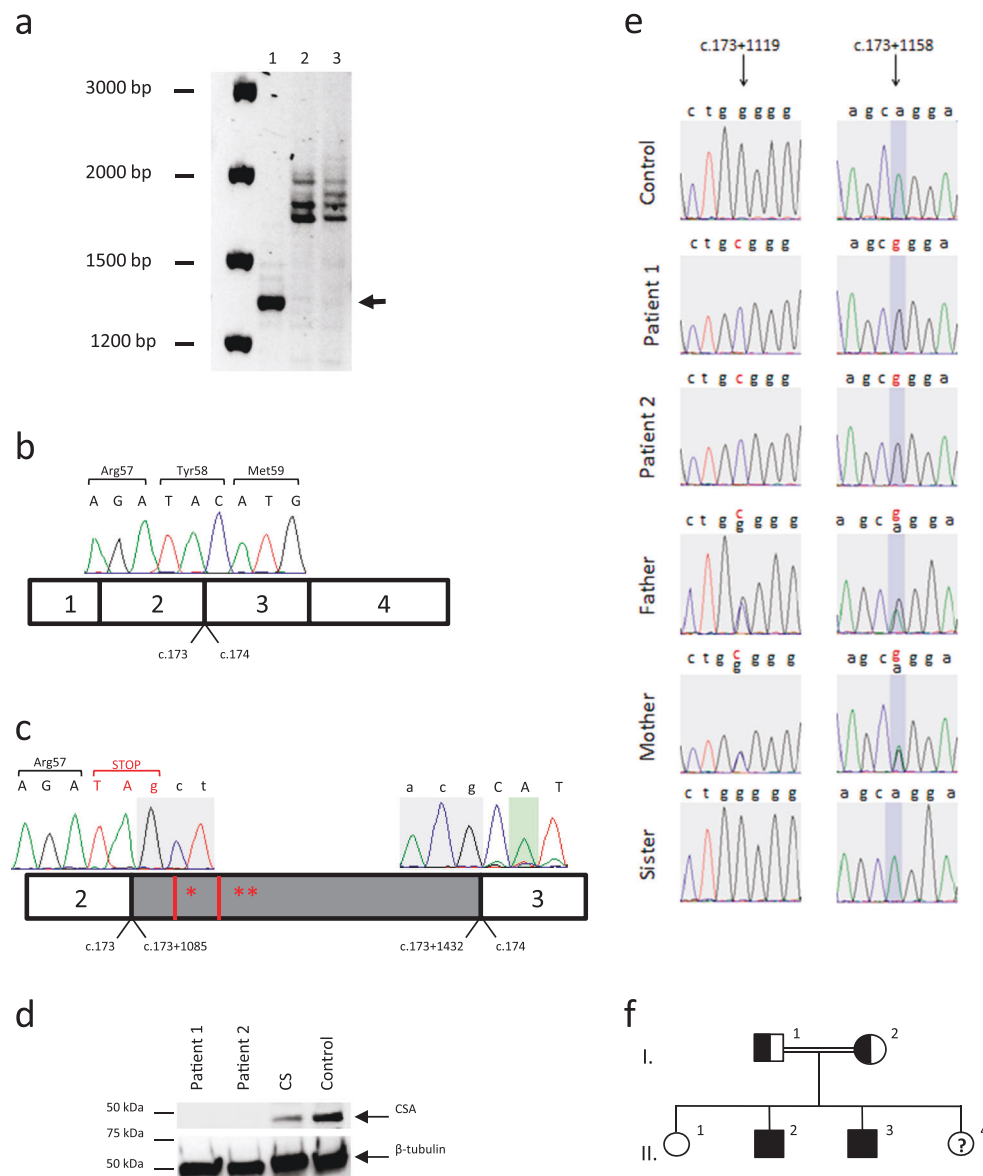 a
1 2 3
3000 bp
2000 bp
1500 bp
1200 bp
b
Arg57 Tyr58 Met59
A G A T A C A T G
1 2 3 4
c.173 c.174
c
Arg57 STOP
A G A T A g c t
a c g C A T
2 * ** 3
c.173 c.173+1085 c.173+1432 c.174
d
Patient 1
Patient 2
CS
Control
50 kDa
CSA
75 kDa
β-tubulin
50 kDa
e
c.173+1119 c.173+1158
Control
c t g g g g g
a g c a g g a
Patient 1
c t g c g g g
a g c g g g a
Patient 2
c t g c g g g
a g c g g g a
Father
c
c t g g g g g
g
a g c a g g a
Mother
c
c t g g g g g
g
a g c a g g a
Sister
c t g g g g g
a g c a g g a
f
I.
1 2
II.
1 2 3 4
?